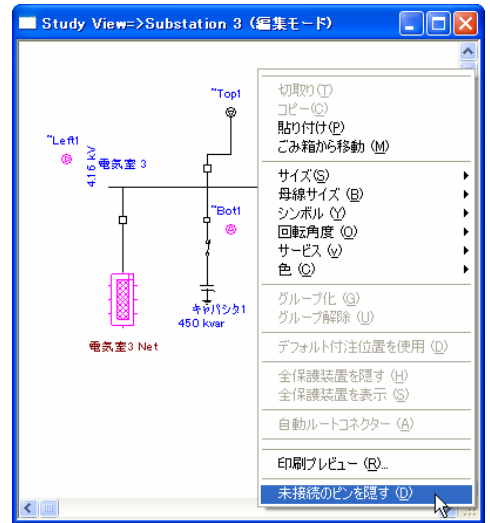 Study View=>Substation 3 (編集モード)
~Top1
~Left1
4.16 kV
電気室 3
~Bot1
キャパシタ1
450 kvar
電気室3 Net
切取り(T)
コピー(C)
貼り付け(P)
ごみ箱から移動 (M)
サイズ(S)
母線サイズ (B)
シンボル (Y)
回転角度 (O)
サービス (v)
色 (C)
グループ化 (G)
グループ解除 (U)
デフォルト付注位置を使用 (D)
全保護装置を隠す (H)
全保護装置を表示 (S)
自動ルートコネクター (A)
印刷プレビュー (R)...
未接続のピンを隠す (D)